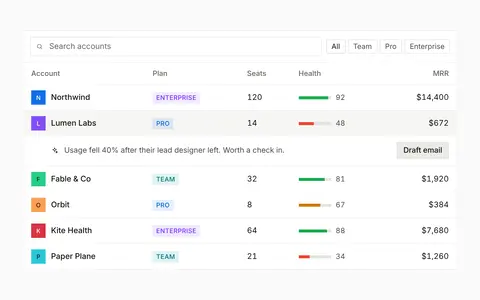 Search accounts All Team Pro Enterprise
Account Plan Seats Health MRR
N Northwind ENTERPRISE 120 92 $14,400
L Lumen Labs PRO 14 48 $672
Usage fell 40% after their lead designer left. Worth a check in. Draft email
F Fable & Co TEAM 32 81 $1,920
O Orbit PRO 8 67 $384
K Kite Health ENTERPRISE 64 88 $7,680
P Paper Plane TEAM 21 34 $1,260